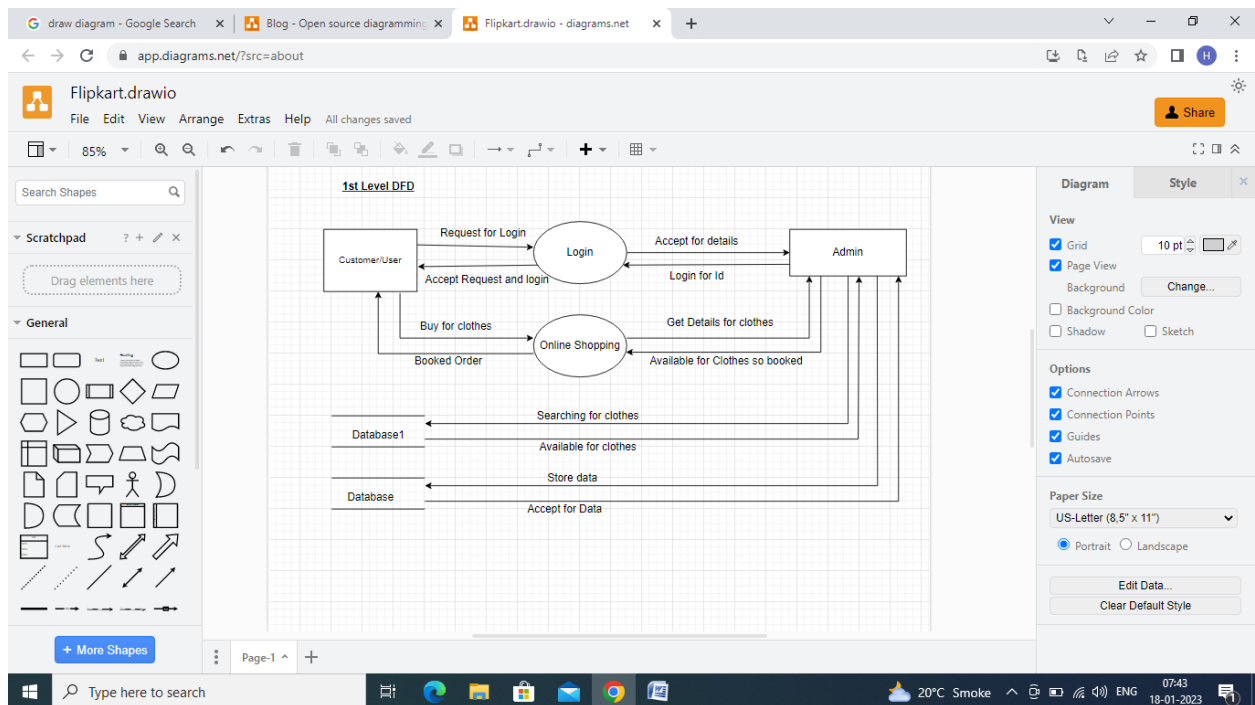 draw diagram - Google Search
Blog - Open source diagramming
Flipkart.drawio - diagrams.net
app.diagrams.net/?src=about
H
Flipkart.drawio
File Edit View Arrange Extras Help All changes saved
Share
85%
Search Shapes
Scratchpad
Drag elements here
General
Text
Heading
More Shapes
1st Level DFD
Request for Login
Customer/User
Login
Accept for details
Admin
Accept Request and login
Login for Id
Buy for clothes
Get Details for clothes
Online Shopping
Booked Order
Available for Clothes so booked
Searching for clothes
Database1
Available for clothes
Store data
Database
Accept for Data
Page-1
Diagram Style
View
Grid 10 pt
Page View
Background Change...
Background Color
Shadow Sketch
Options
Connection Arrows
Connection Points
Guides
Autosave
Paper Size
US-Letter (8,5" x 11")
Portrait Landscape
Edit Data...
Clear Default Style
Type here to search
20°C Smoke
ENG
07:43
18-01-2023
1